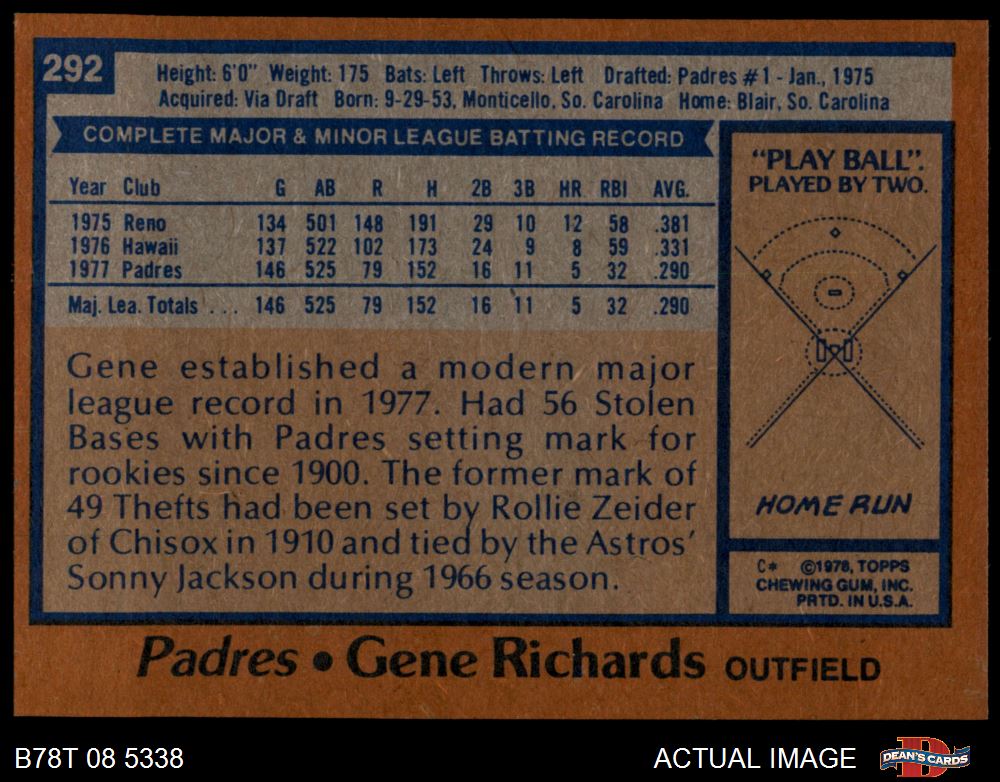 292
Height: 6'0" Weight: 175 Bats: Left Throws: Left Drafted: Padres #1 - Jan., 1975
Acquired: Via Draft Born: 9-29-53, Monticello, So. Carolina Home: Blair, So. Carolina
COMPLETE MAJOR & MINOR LEAGUE BATTING RECORD
Year Club G AB R H 2B 3B HR RBI AVG.
1975 Reno 134 501 148 191 29 10 12 58 .381
1976 Hawaii 137 522 102 173 24 9 8 59 .331
1977 Padres 146 525 79 152 16 11 5 32 .290
Maj. Lea. Totals . . . 146 525 79 152 16 11 5 32 .290
Gene established a modern major
league record in 1977. Had 56 Stolen
Bases with Padres setting mark for
rookies since 1900. The former mark of
49 Thefts had been set by Rollie Zeider
of Chisox in 1910 and tied by the Astros'
Sonny Jackson during 1966 season.
"PLAY BALL".
PLAYED BY TWO.
HOME RUN
C* ©1978, TOPPS
CHEWING GUM, INC.
PRTD. IN U.S.A.
Padres • Gene Richards OUTFIELD
B78T 08 5338
ACTUAL IMAGE
D
DEAN'S CARDS